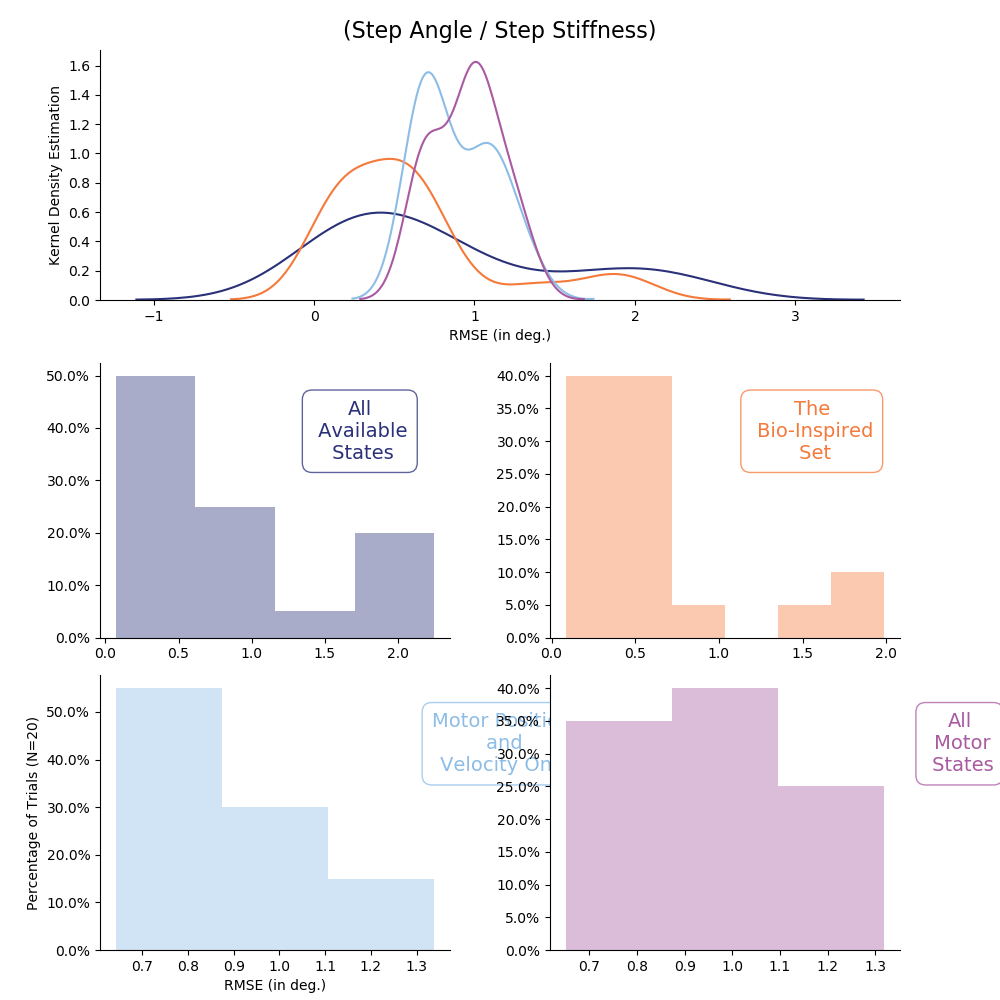 (Step Angle / Step Stiffness)
Kernel Density Estimation
1.6
1.4
1.2
1.0
0.8
0.6
0.4
0.2
0.0
−1 0 1 2 3
RMSE (in deg.)
50.0%
40.0%
30.0%
20.0%
10.0%
0.0%
0.0 0.5 1.0 1.5 2.0
All
Available
States
40.0%
35.0%
30.0%
25.0%
20.0%
15.0%
10.0%
5.0%
0.0%
0.0 0.5 1.0 1.5 2.0
The
Bio-Inspired
Set
Percentage of Trials (N=20)
50.0%
40.0%
30.0%
20.0%
10.0%
0.0%
0.7 0.8 0.9 1.0 1.1 1.2 1.3
RMSE (in deg.)
Motor
and
Velocity
40.0%
35.0%
30.0%
25.0%
20.0%
15.0%
10.0%
5.0%
0.0%
0.7 0.8 0.9 1.0 1.1 1.2 1.3
All
Motor
States